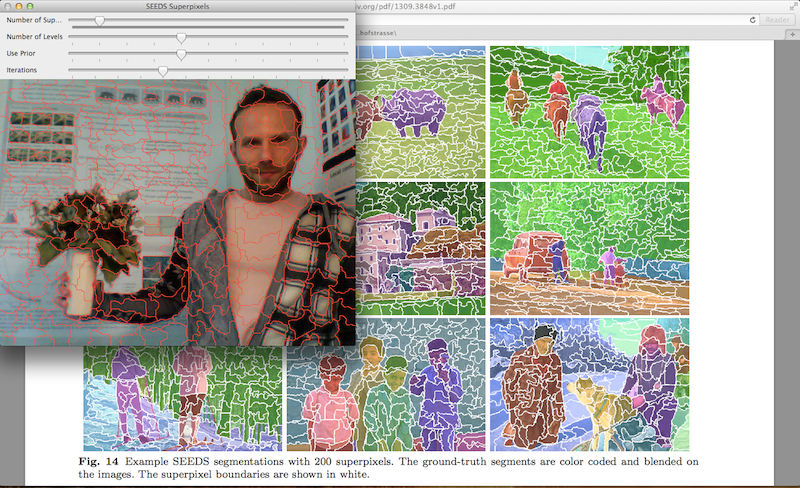 SEEDS Superpixels
iv.org/pdf/1309.3848v1.pdf
Reader
Number of Sup...
Number of Levels
Use Prior
Iterations
Fig. 14 Example SEEDS segmentations with 200 superpixels. The ground-truth segments are color coded and blended on
the images. The superpixel boundaries are shown in white.